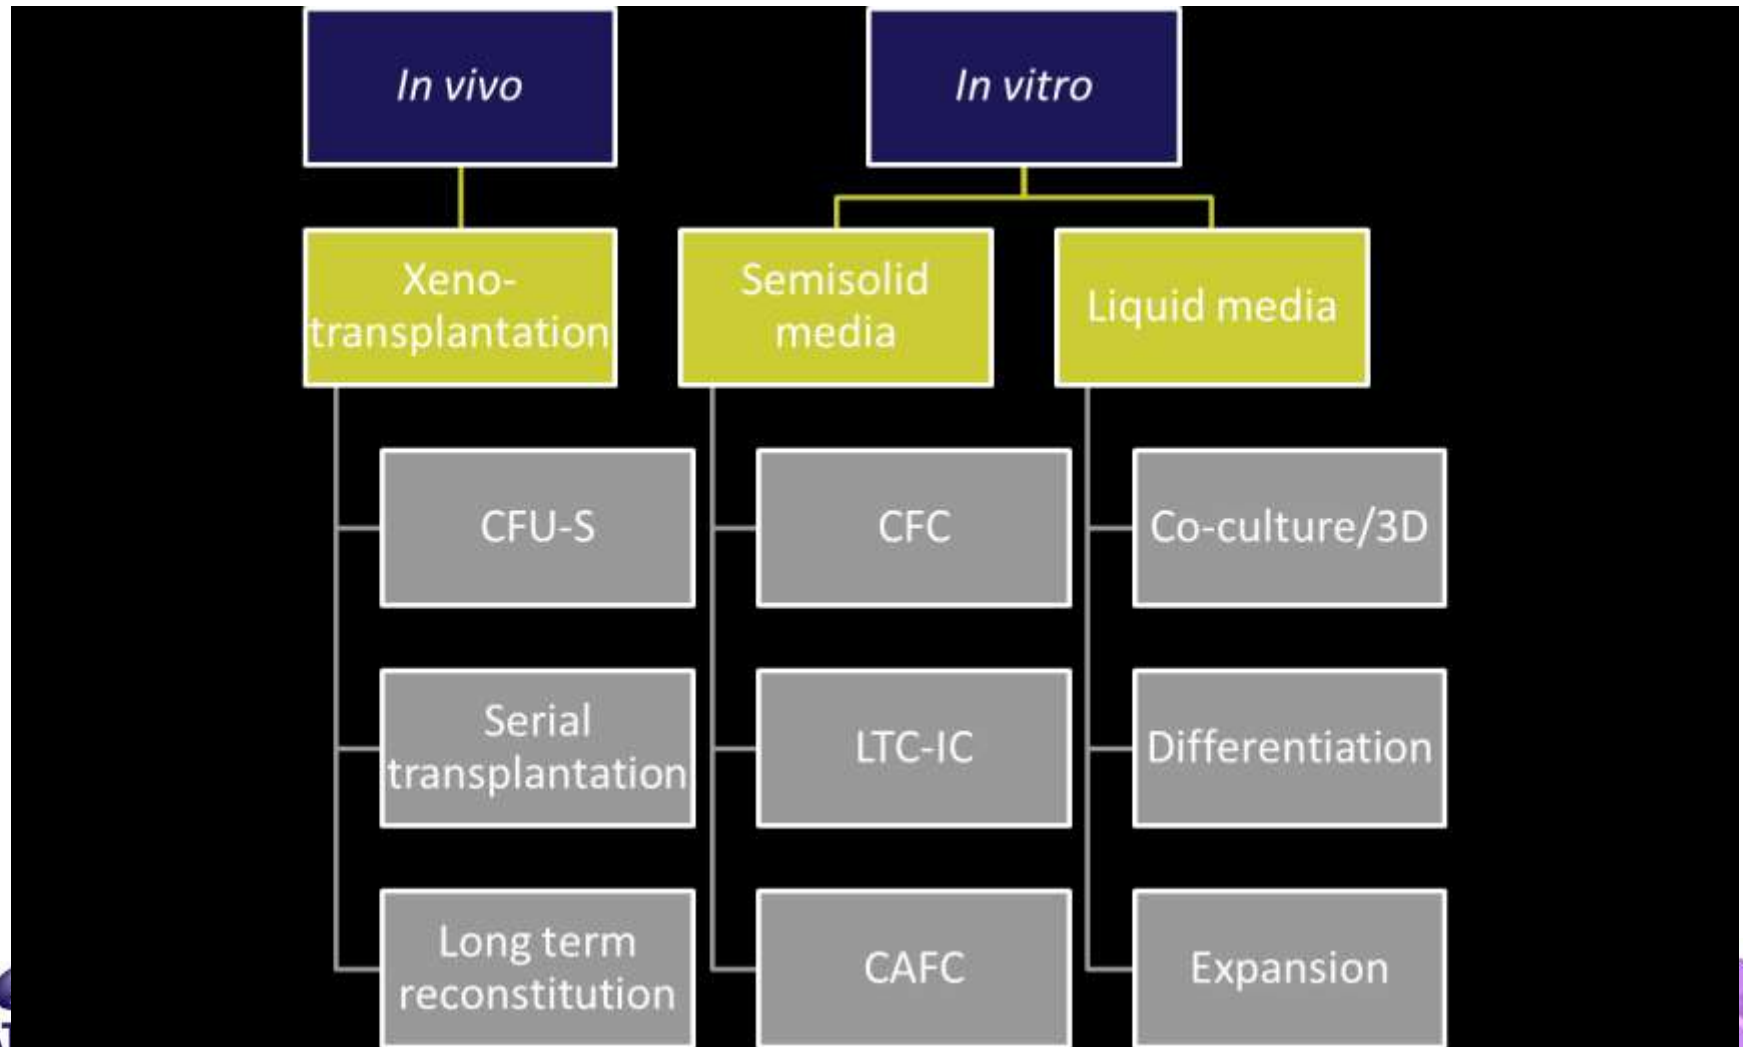 In vivo
In vitro
Xeno-
transplantation
Semisolid
media
Liquid media
CFU-S
CFC
Co-culture/3D
Serial
transplantation
LTC-IC
Differentiation
Long term
reconstitution
CAFC
Expansion